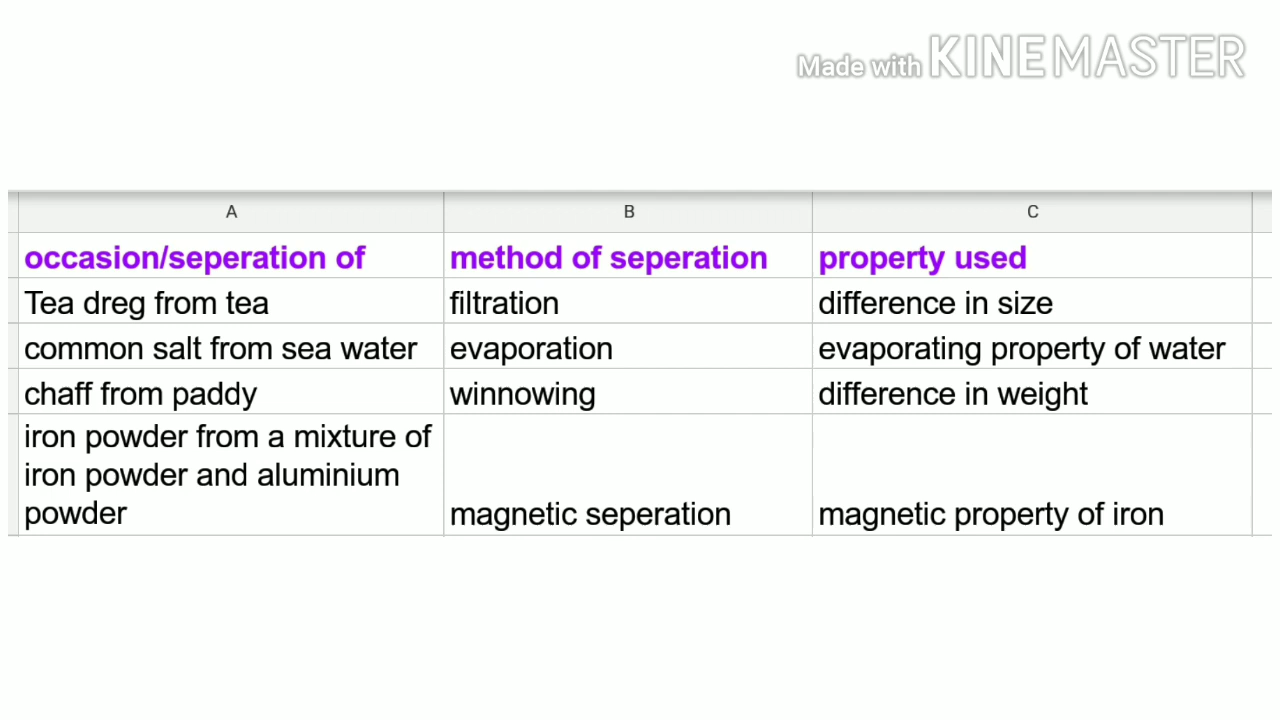 Made with KINEMASTER
A B C
occasion/seperation of method of seperation property used
Tea dreg from tea filtration difference in size
common salt from sea water evaporation evaporating property of water
chaff from paddy winnowing difference in weight
iron powder from a mixture of
iron powder and aluminium
powder magnetic seperation magnetic property of iron